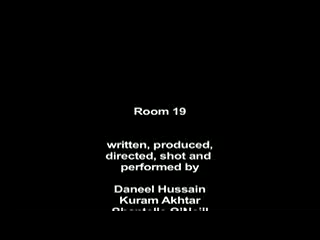 Room 19
written, produced,
directed, shot and
performed by
Daneel Hussain
Kuram Akhtar